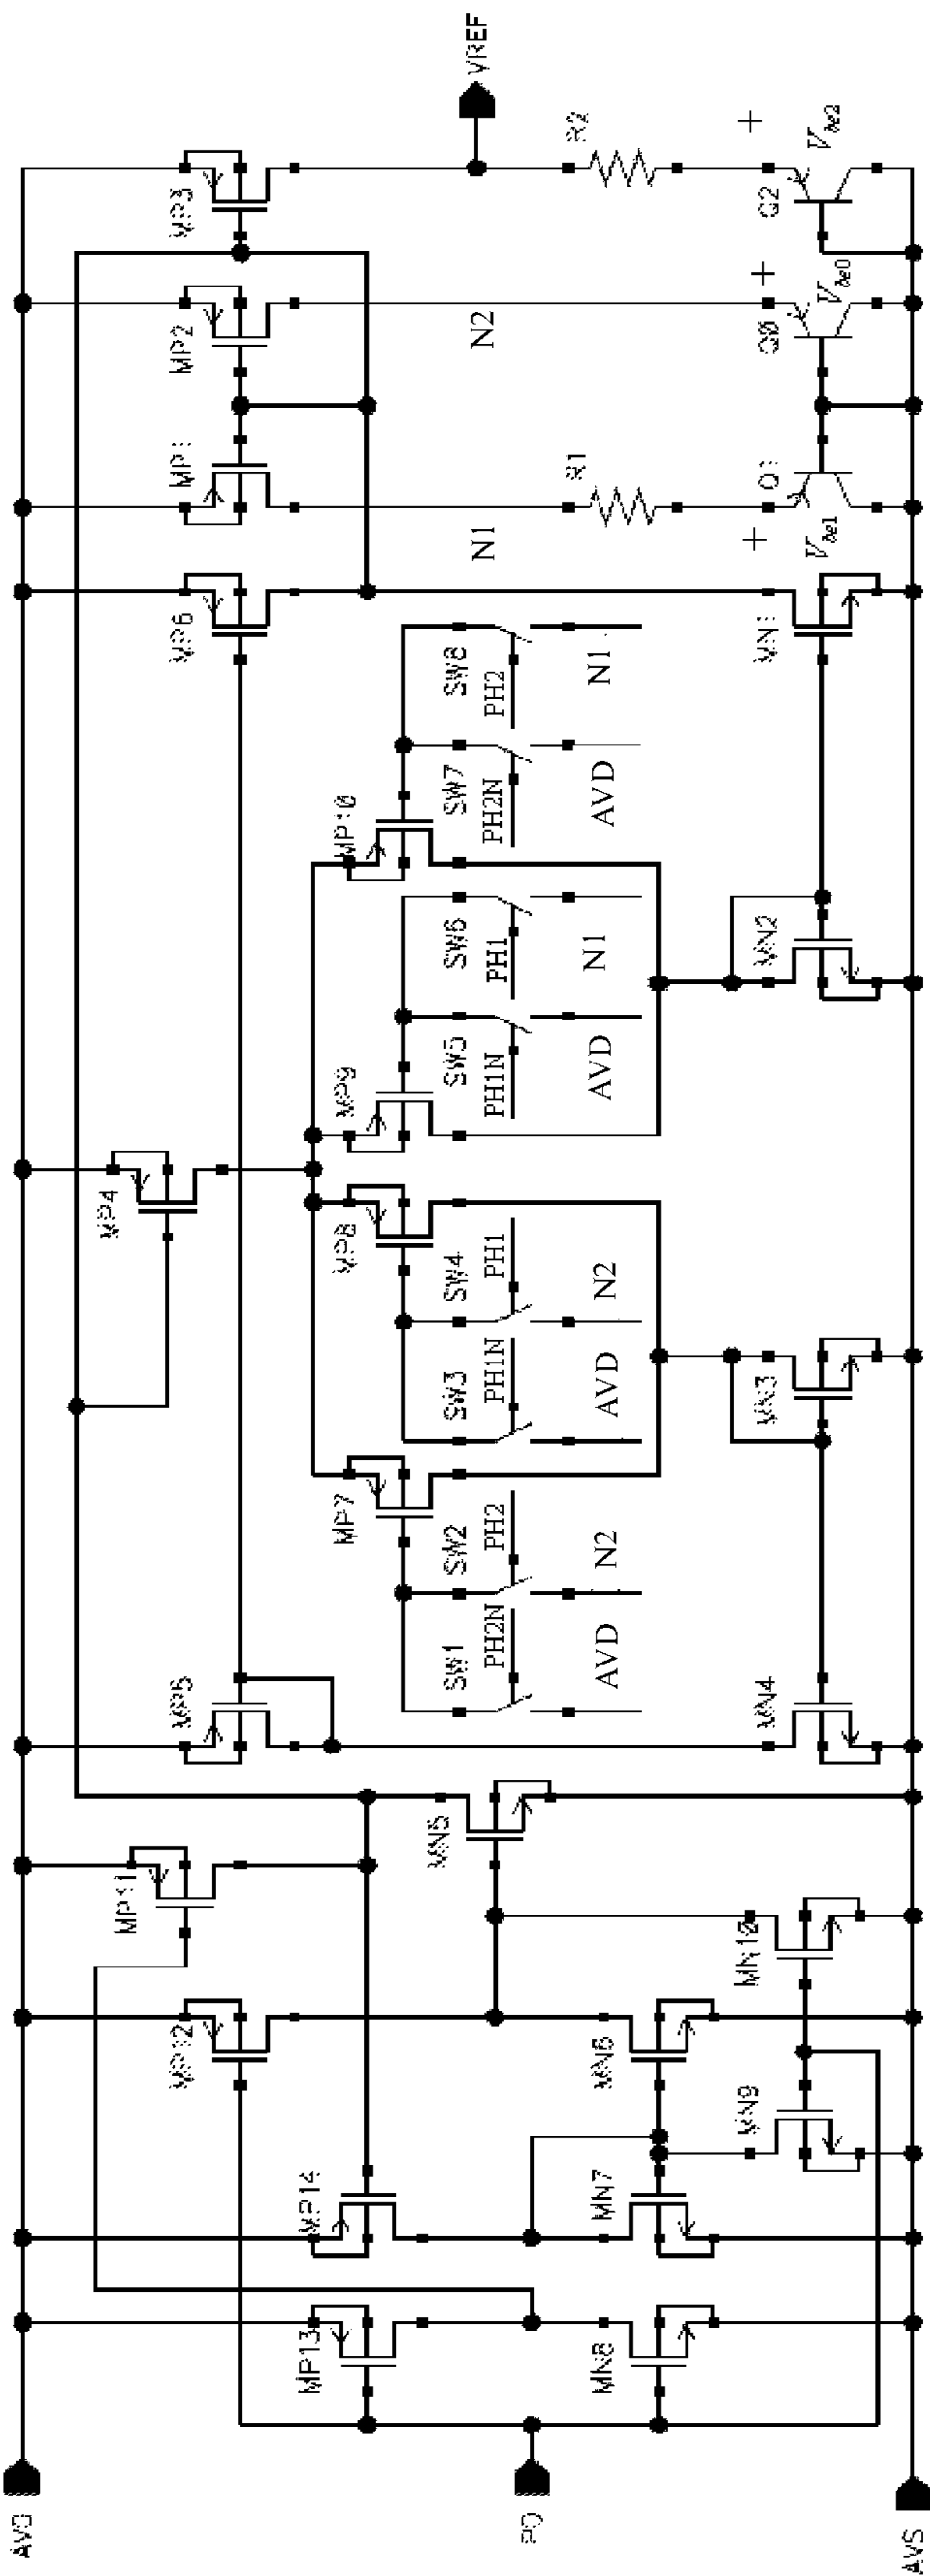 AVD
PD
AVS
MP13
MN8
MP14
MN7
MN9
MP12
MN6
MN10
MP11
MN5
MP5
MN4
SW1
PH2N
AVD
SW2
PH2
N2
MP7
SW3
PH1N
AVD
SW4
PH1
N2
MP8
MN3
MP4
MP9
SW5
PH1N
AVD
SW6
PH1
N1
MP10
SW7
PH2N
AVD
SW8
PH2
N1
MN2
MP6
MN1
MP1
N1
R1
+
Vbe1
Q1
MP2
N2
+
Q0
Vbe0
MP3
VREF
R2
+
Q2
Vbe2